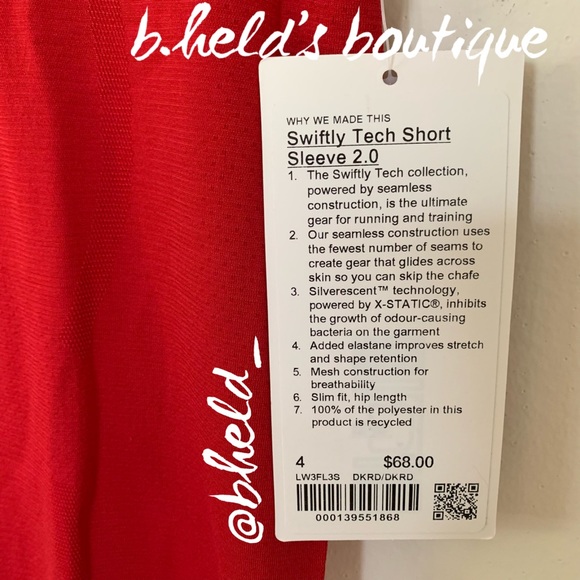 b.held's boutique
WHY WE MADE THIS
Swiftly Tech Short
Sleeve 2.0
1. The Swiftly Tech collection,
powered by seamless
construction, is the ultimate
gear for running and training
2. Our seamless construction uses
the fewest number of seams to
create gear that glides across
skin so you can skip the chafe
3. Silverescent™ technology,
powered by X-STATIC®, inhibits
the growth of odour-causing
bacteria on the garment
4. Added elastane improves stretch
and shape retention
5. Mesh construction for
breathability
6. Slim fit, hip length
7. 100% of the polyester in this
product is recycled
4 $68.00
LW3FL3S DKRD/DKRD
000139551868
@bheld_